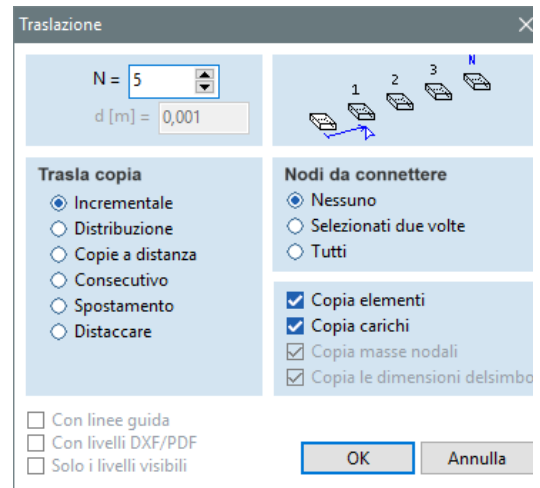 Traslazione
N = 5
d [m] = 0,001
1 2 3 N
Trasla copia
Incrementale
Distribuzione
Copie a distanza
Consecutivo
Spostamento
Distaccare
Nodi da connettere
Nessuno
Selezionati due volte
Tutti
Copia elementi
Copia carichi
Copia masse nodali
Copia le dimensioni delsimbo
Con linee guida
Con livelli DXF/PDF
Solo i livelli visibili
OK Annulla